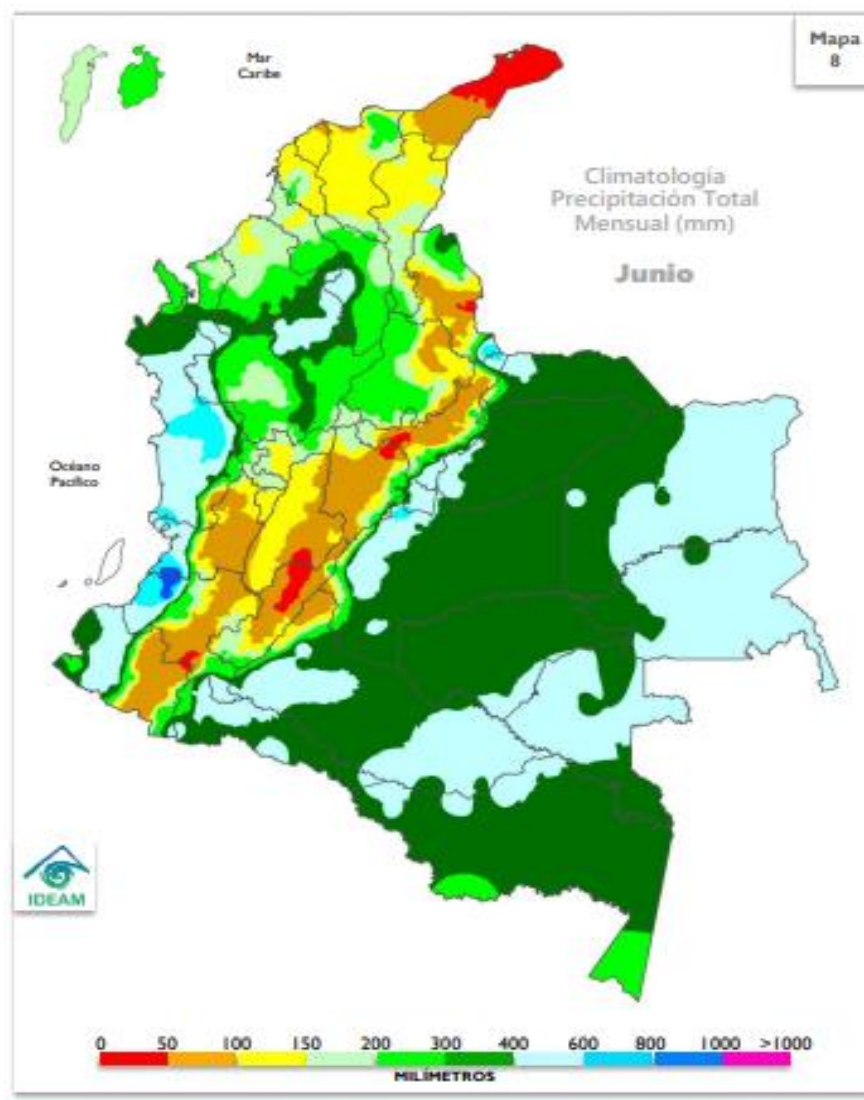 Mapa
8
Mar
Caribe
Climatología
Precipitación Total
Mensual (mm)
Junio
Océano
Pacífico
IDEAM
0 50 100 150 200 300 400 600 800 1000 >1000
MILÍMETROS